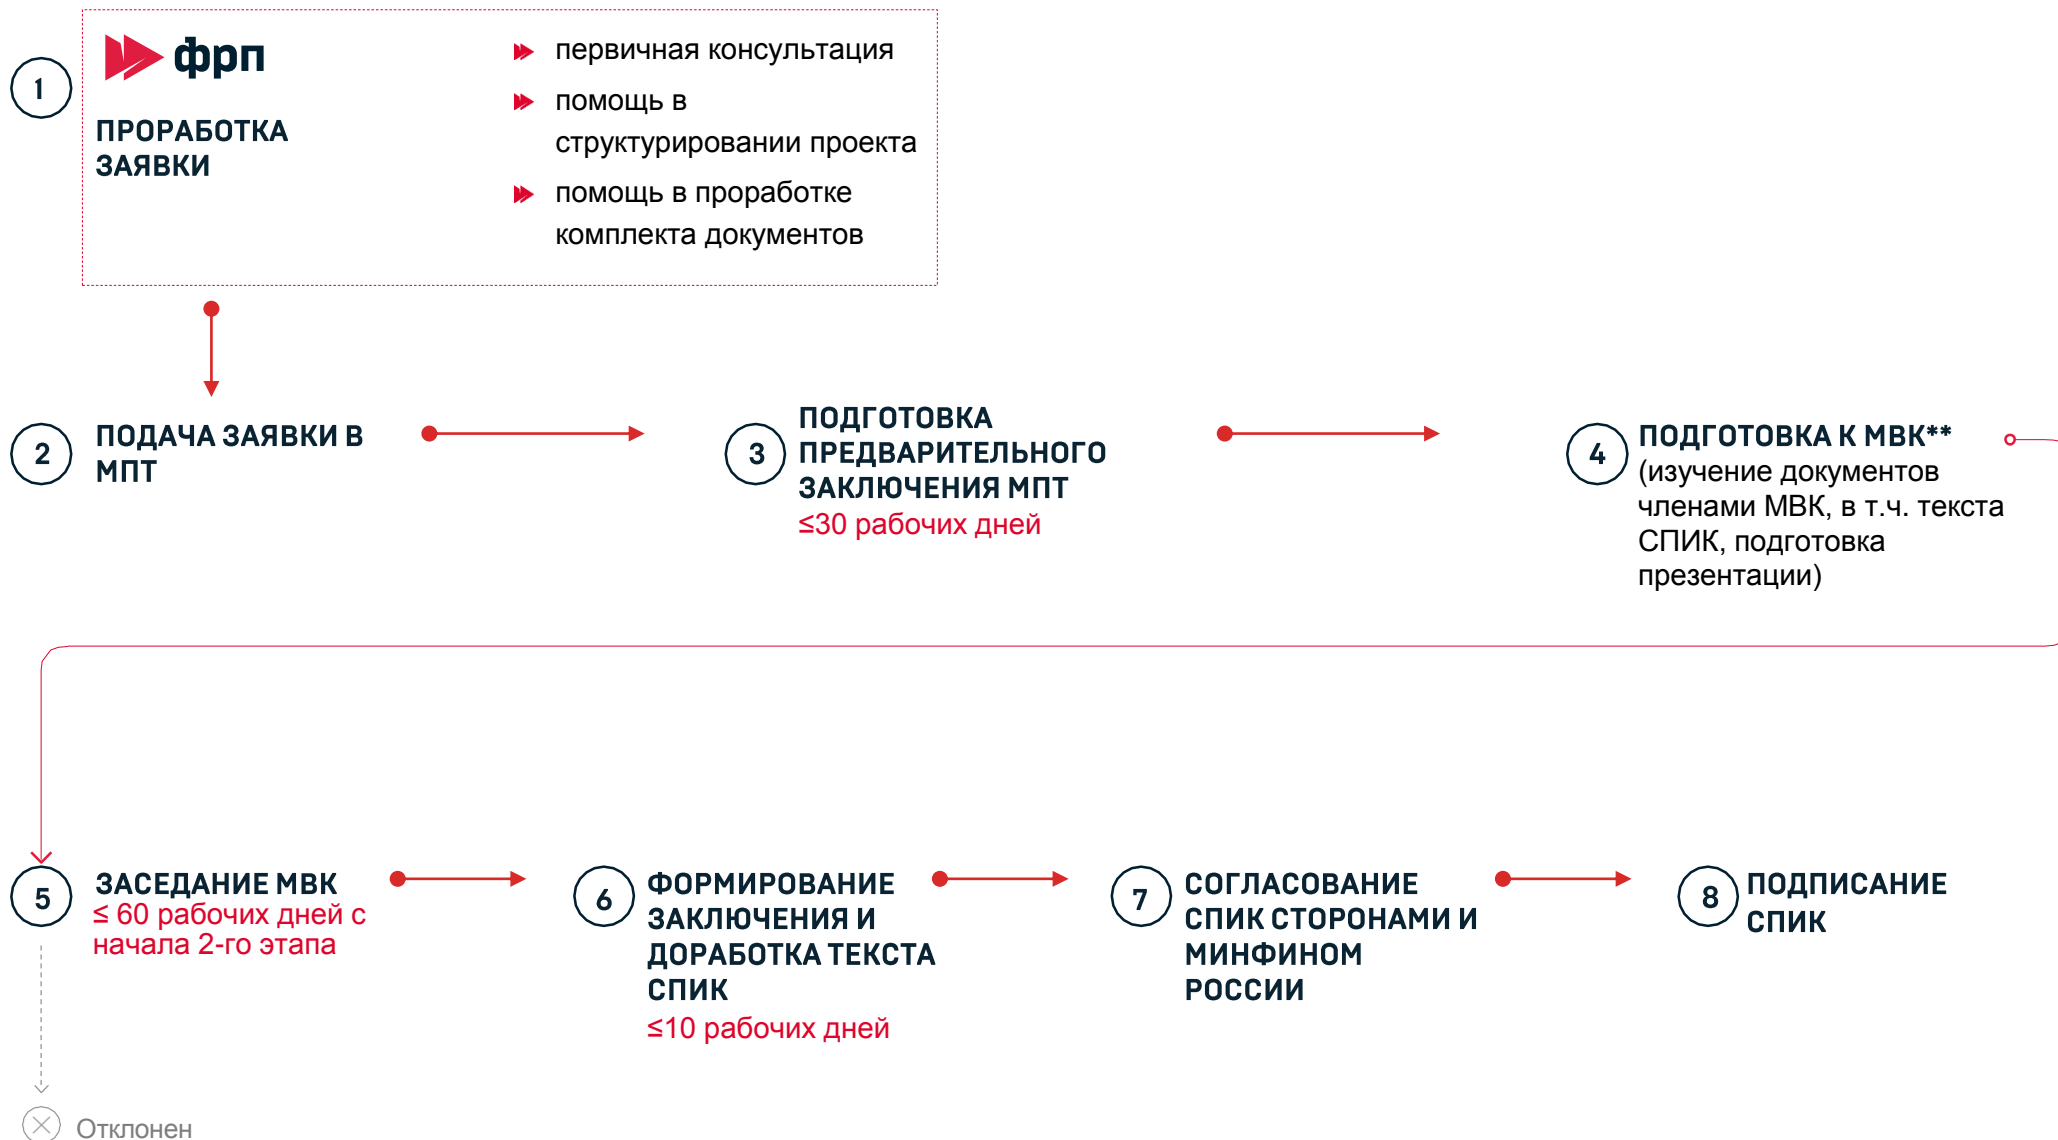 1
фрп
ПРОРАБОТКА
ЗАЯВКИ
первичная консультация
помощь в
структурировании проекта
помощь в проработке
комплекта документов
2
ПОДАЧА ЗАЯВКИ В
МПТ
3
ПОДГОТОВКА
ПРЕДВАРИТЕЛЬНОГО
ЗАКЛЮЧЕНИЯ МПТ
≤30 рабочих дней
4
ПОДГОТОВКА К МВК**
(изучение документов
членами МВК, в т.ч. текста
СПИК, подготовка
презентации)
5
ЗАСЕДАНИЕ МВК
≤ 60 рабочих дней с
начала 2-го этапа
6
ФОРМИРОВАНИЕ
ЗАКЛЮЧЕНИЯ И
ДОРАБОТКА ТЕКСТА
СПИК
≤10 рабочих дней
7
СОГЛАСОВАНИЕ
СПИК СТОРОНАМИ И
МИНФИНОМ
РОССИИ
8
ПОДПИСАНИЕ
СПИК
Отклонен